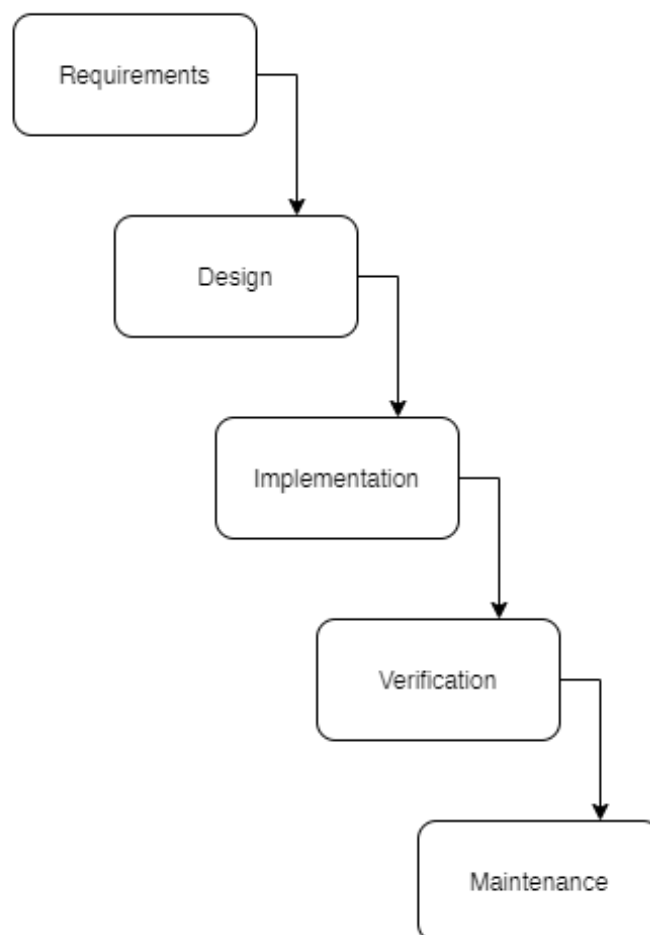 Requirements
Design
Implementation
Verification
Maintenance